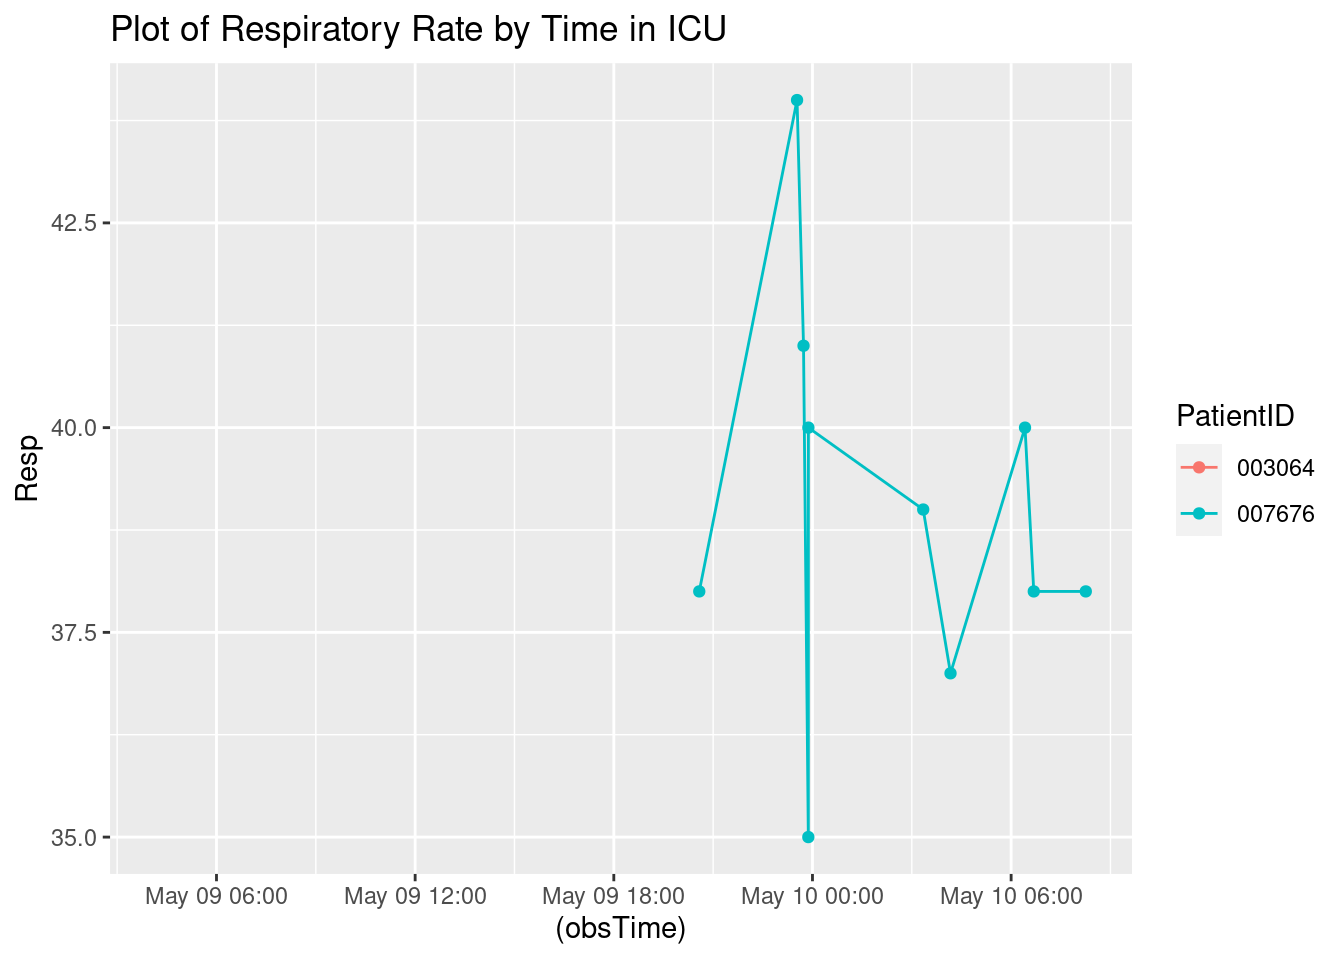 Plot of Respiratory Rate by Time in ICU
42.5
40.0
37.5
35.0
Resp
May 09 06:00
May 09 12:00
May 09 18:00
May 10 00:00
May 10 06:00
(obsTime)
PatientID
003064
007676